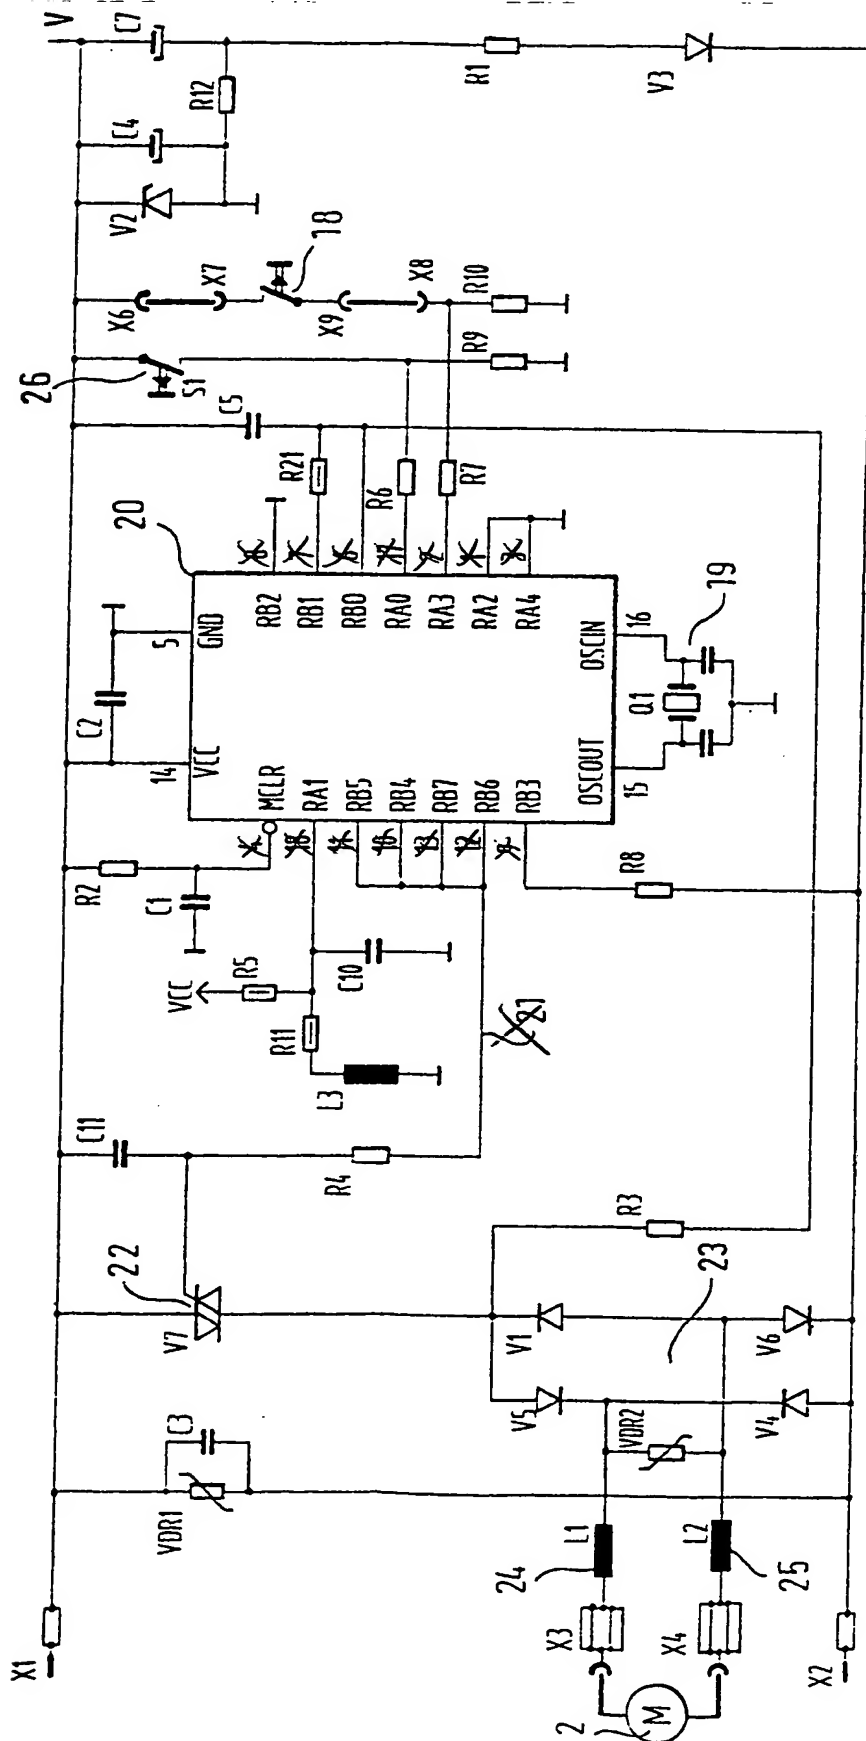 V
C7
R12
R1
V3
C4
V2
X6
X7
18
X9
X8
R10
26
S1
R9
C5
R21
R6
R7
20
RB2
RB1
RB0
RA0
RA3
RA2
RA4
5
GND
C2
14
VCC
OSCIN
16
19
Q1
OSCOUT
15
MCLR
RA1
RB5
RB4
RB7
RB6
RB3
R2
C1
R8
VCC
R5
C10
R11
L3
21
C11
R4
R3
22
V7
V1
23
V6
V5
VDR2
V4
C3
VDR1
L1
24
L2
25
X1
X3
X4
X2
2
M